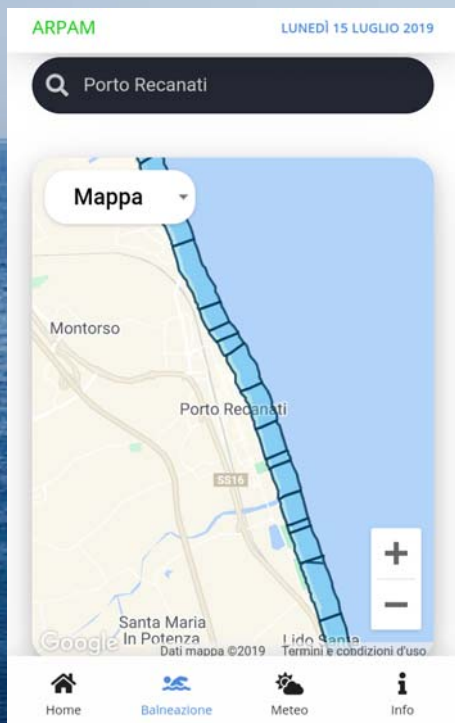 ARPAM
LUNEDÌ 15 LUGLIO 2019
Porto Recanati
Mappa
Montorso
Porto Recanati
SS16
Santa Maria
In Potenza
Lido Santa
Google
Dati mappa ©2019
Termini e condizioni d'uso
Home
Balneazione
Meteo
Info